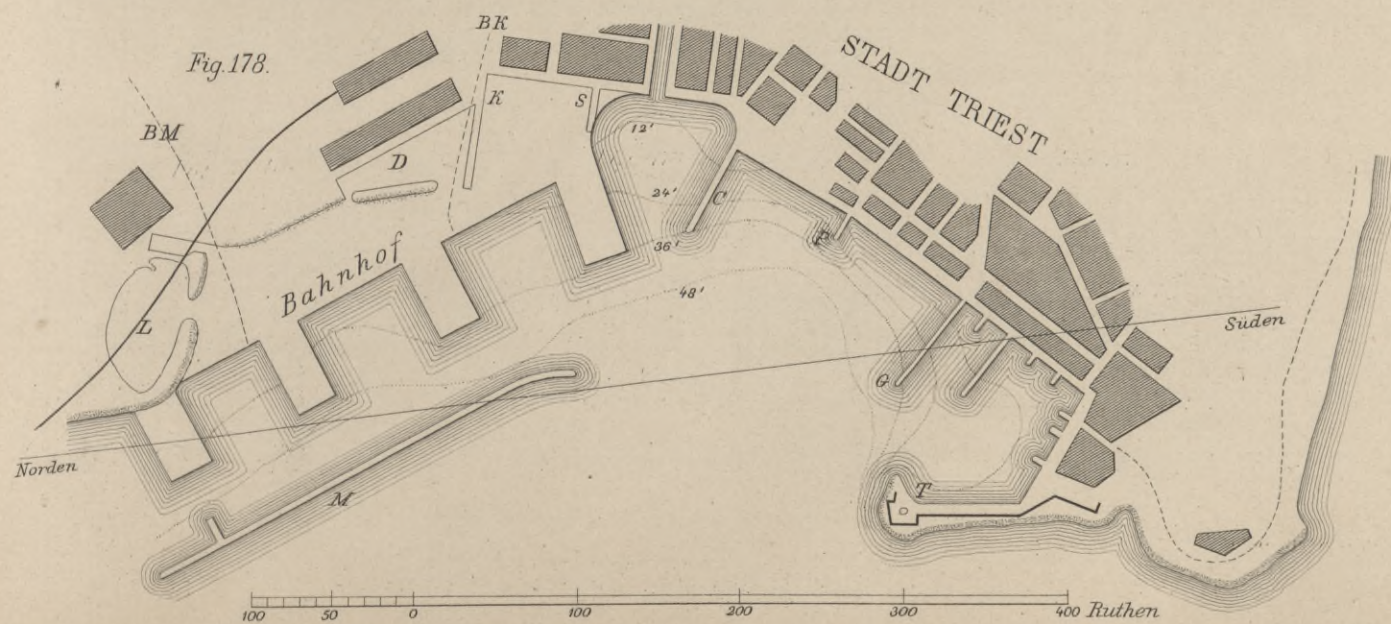 Fig. 178.
BK
STADT TRIEST
BM
K
S
12'
D
24'
C
36'
Bahnhof
48'
L
Süden
G
Norden
M
T
100 50 0 100 200 300 400 Ruthen